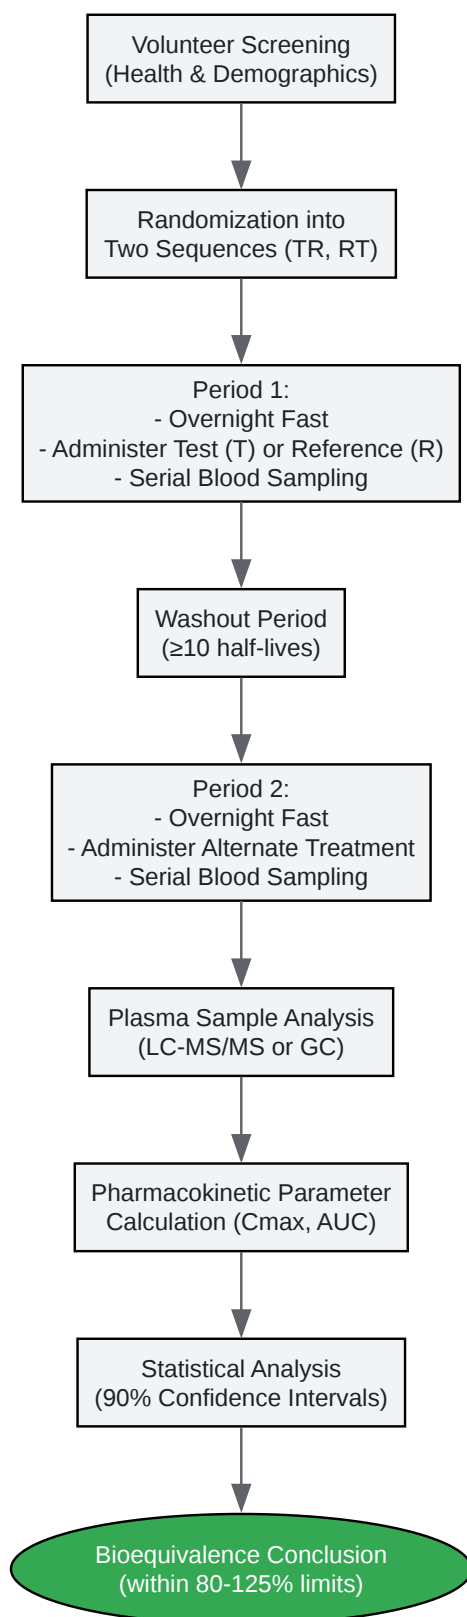 Volunteer Screening
(Health & Demographics)
Randomization into
Two Sequences (TR, RT)
Period 1:
- Overnight Fast
- Administer Test (T) or Reference (R)
- Serial Blood Sampling
Washout Period
(≥10 half-lives)
Period 2:
- Overnight Fast
- Administer Alternate Treatment
- Serial Blood Sampling
Plasma Sample Analysis
(LC-MS/MS or GC)
Pharmacokinetic Parameter
Calculation (Cmax, AUC)
Statistical Analysis
(90% Confidence Intervals)
Bioequivalence Conclusion
(within 80-125% limits)